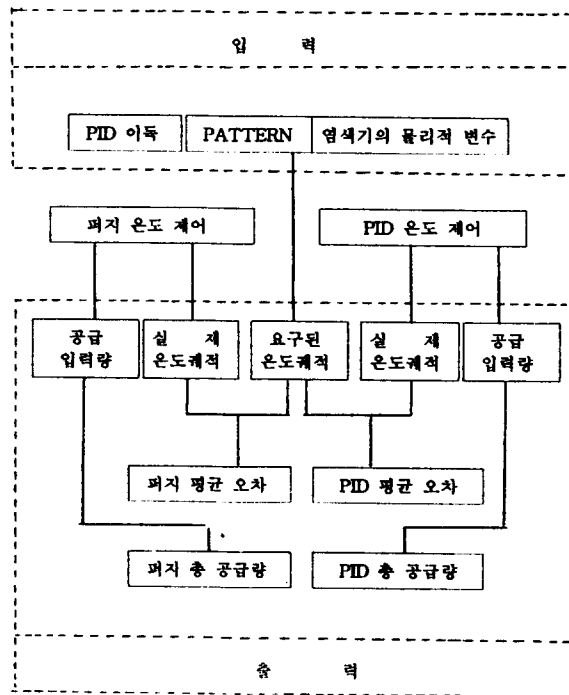 입 력
PID 이득 PATTERN 염색기의 물리적 변수
퍼지 온도 제어 PID 온도 제어
공급 실 제 요구된 실 제 공급
입력량 온도궤적 온도궤적 온도궤적 입력량
퍼지 평균 오차 PID 평균 오차
퍼지 총 공급량 PID 총 공급량
출 력